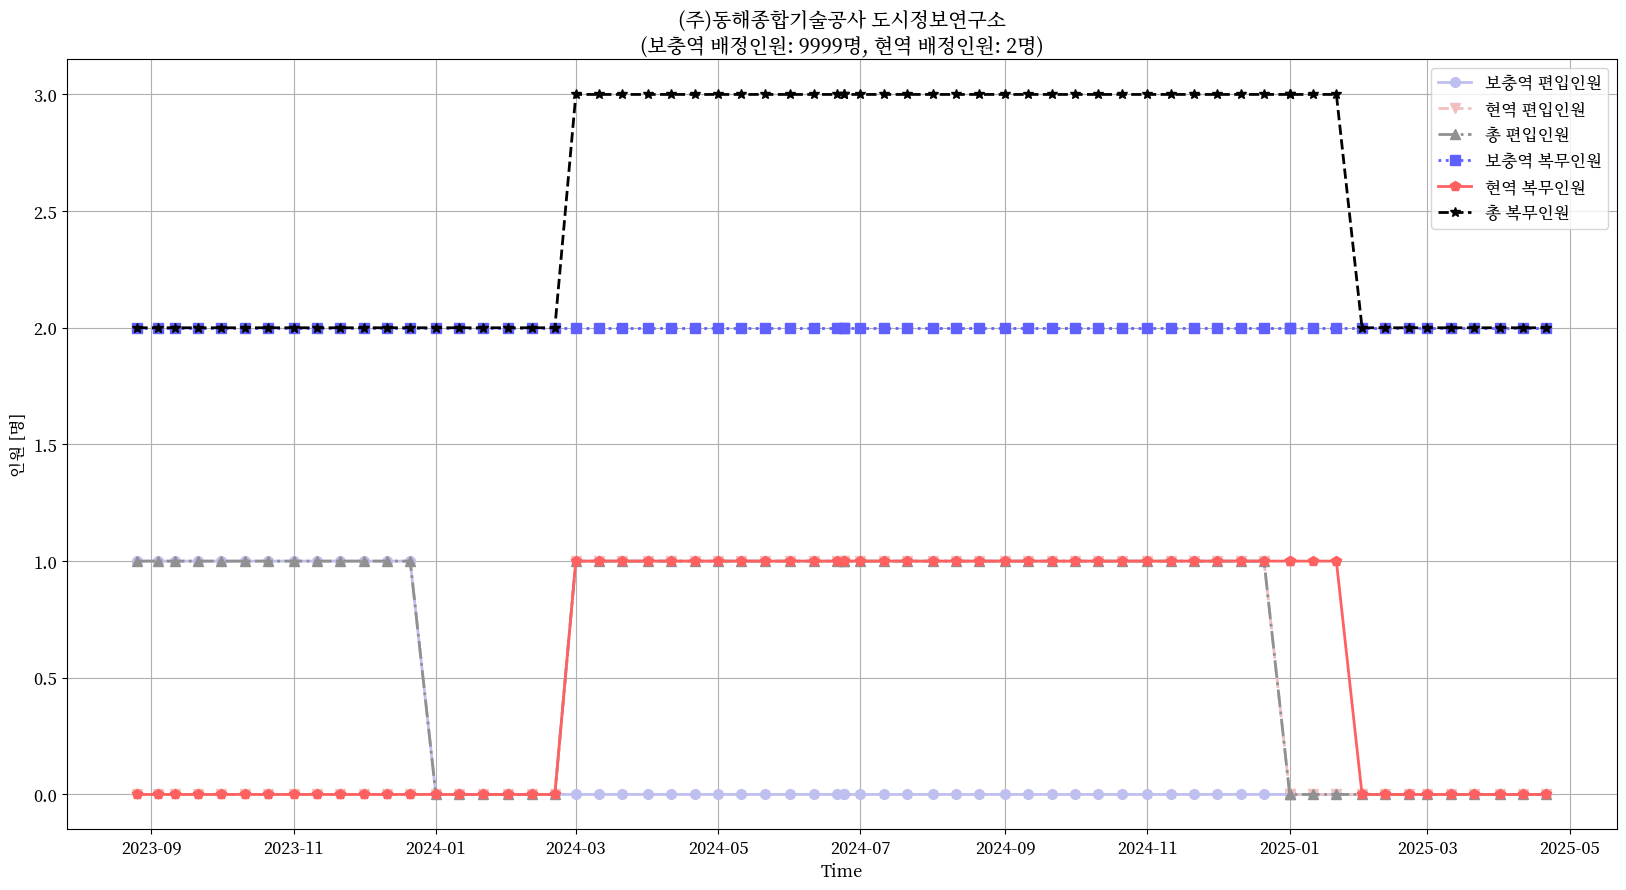 (주)동해종합기술공사 도시정보연구소
(보충역 배정인원: 9999명, 현역 배정인원: 2명)
보충역 편입인원
현역 편입인원
총 편입인원
보충역 복무인원
현역 복무인원
총 복무인원
인원 [명]
3.0
2.5
2.0
1.5
1.0
0.5
0.0
2023-09 2023-11 2024-01 2024-03 2024-05 2024-07 2024-09 2024-11 2025-01 2025-03 2025-05
Time